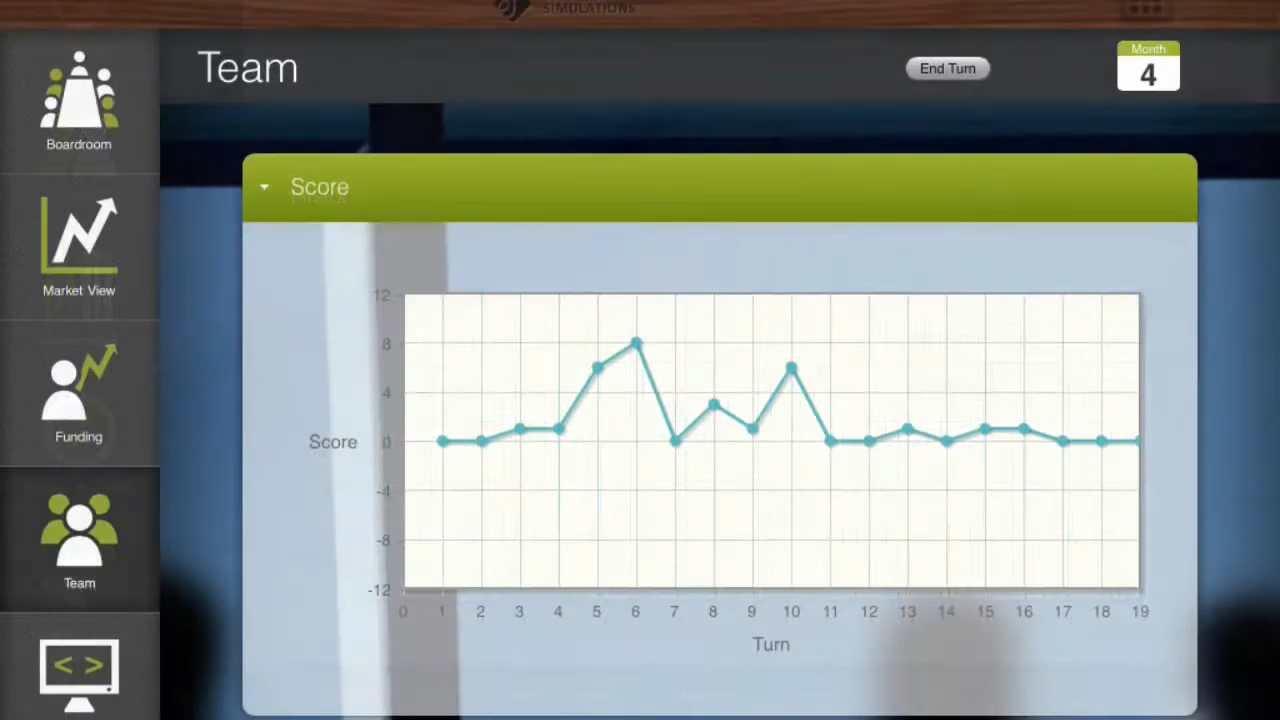 SIMULATIONS
Team
End Turn
Month
4
Boardroom
Market View
Funding
Team
< >
Score
12
8
4
0
-4
-8
-12
Score
0 1 2 3 4 5 6 7 8 9 10 11 12 13 14 15 16 17 18 19
Turn